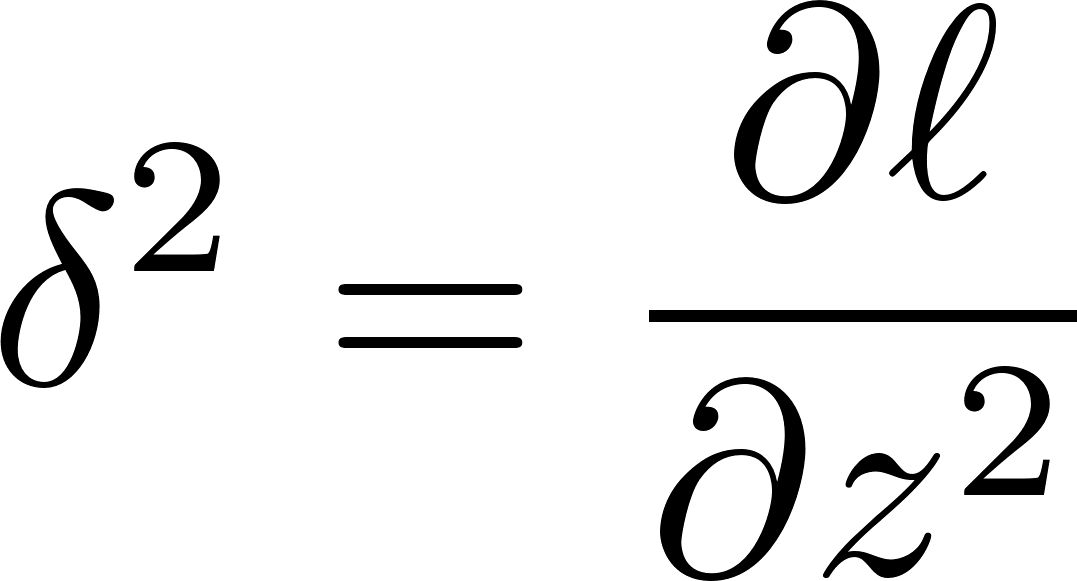 δ² = ∂ℓ / ∂z²